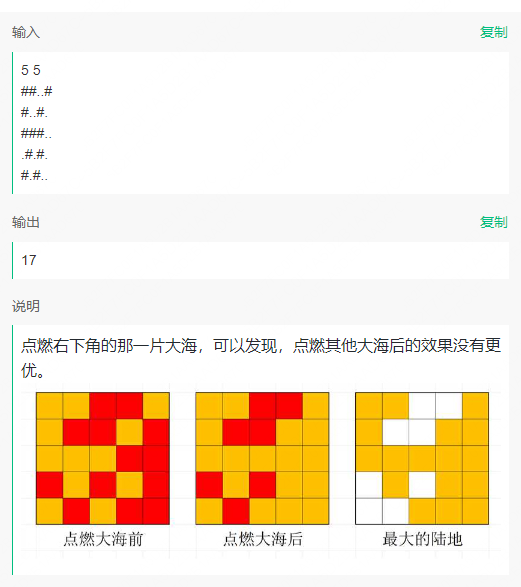 输入 复制
5 5
##..#
#..#.
###..
.#.#.
#.#..
输出 复制
17
说明
点燃右下角的那一片大海，可以发现，点燃其他大海后的效果没有更
优。
点燃大海前 点燃大海后 最大的陆地